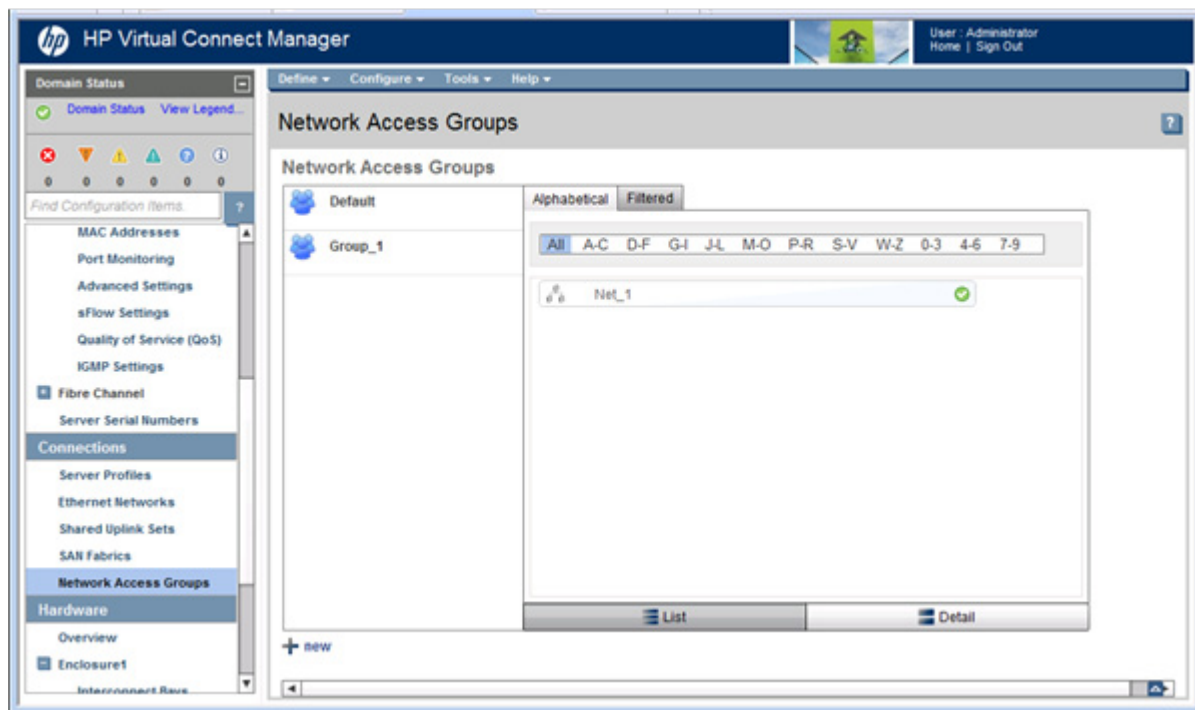 hp HP Virtual Connect Manager
User : Administrator
Home | Sign Out
Domain Status
Domain Status View Legend...
0 0 0 0 0 0
Find Configuration Items.
?
MAC Addresses
Port Monitoring
Advanced Settings
sFlow Settings
Quality of Service (QoS)
IGMP Settings
Fibre Channel
Server Serial Numbers
Connections
Server Profiles
Ethernet Networks
Shared Uplink Sets
SAN Fabrics
Network Access Groups
Hardware
Overview
Enclosure1
Interconnect Bays
Define Configure Tools Help
Network Access Groups
?
Network Access Groups
Default
Group_1
+ new
Alphabetical Filtered
All A-C D-F G-I J-L M-O P-R S-V W-Z 0-3 4-6 7-9
Net_1
List Detail